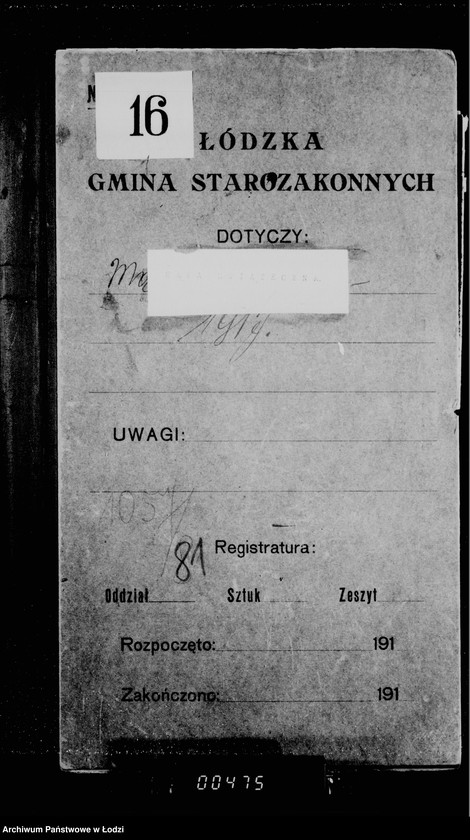 16
ŁÓDZKA
GMINA STAROZAKONNYCH
DOTYCZY:
1919.
UWAGI:
1057
81 Registratura:
Oddział Sztuk Zeszyt
Rozpoczęto: 191
Zakończono: 191
00475
Archiwum Państwowe w Łodzi